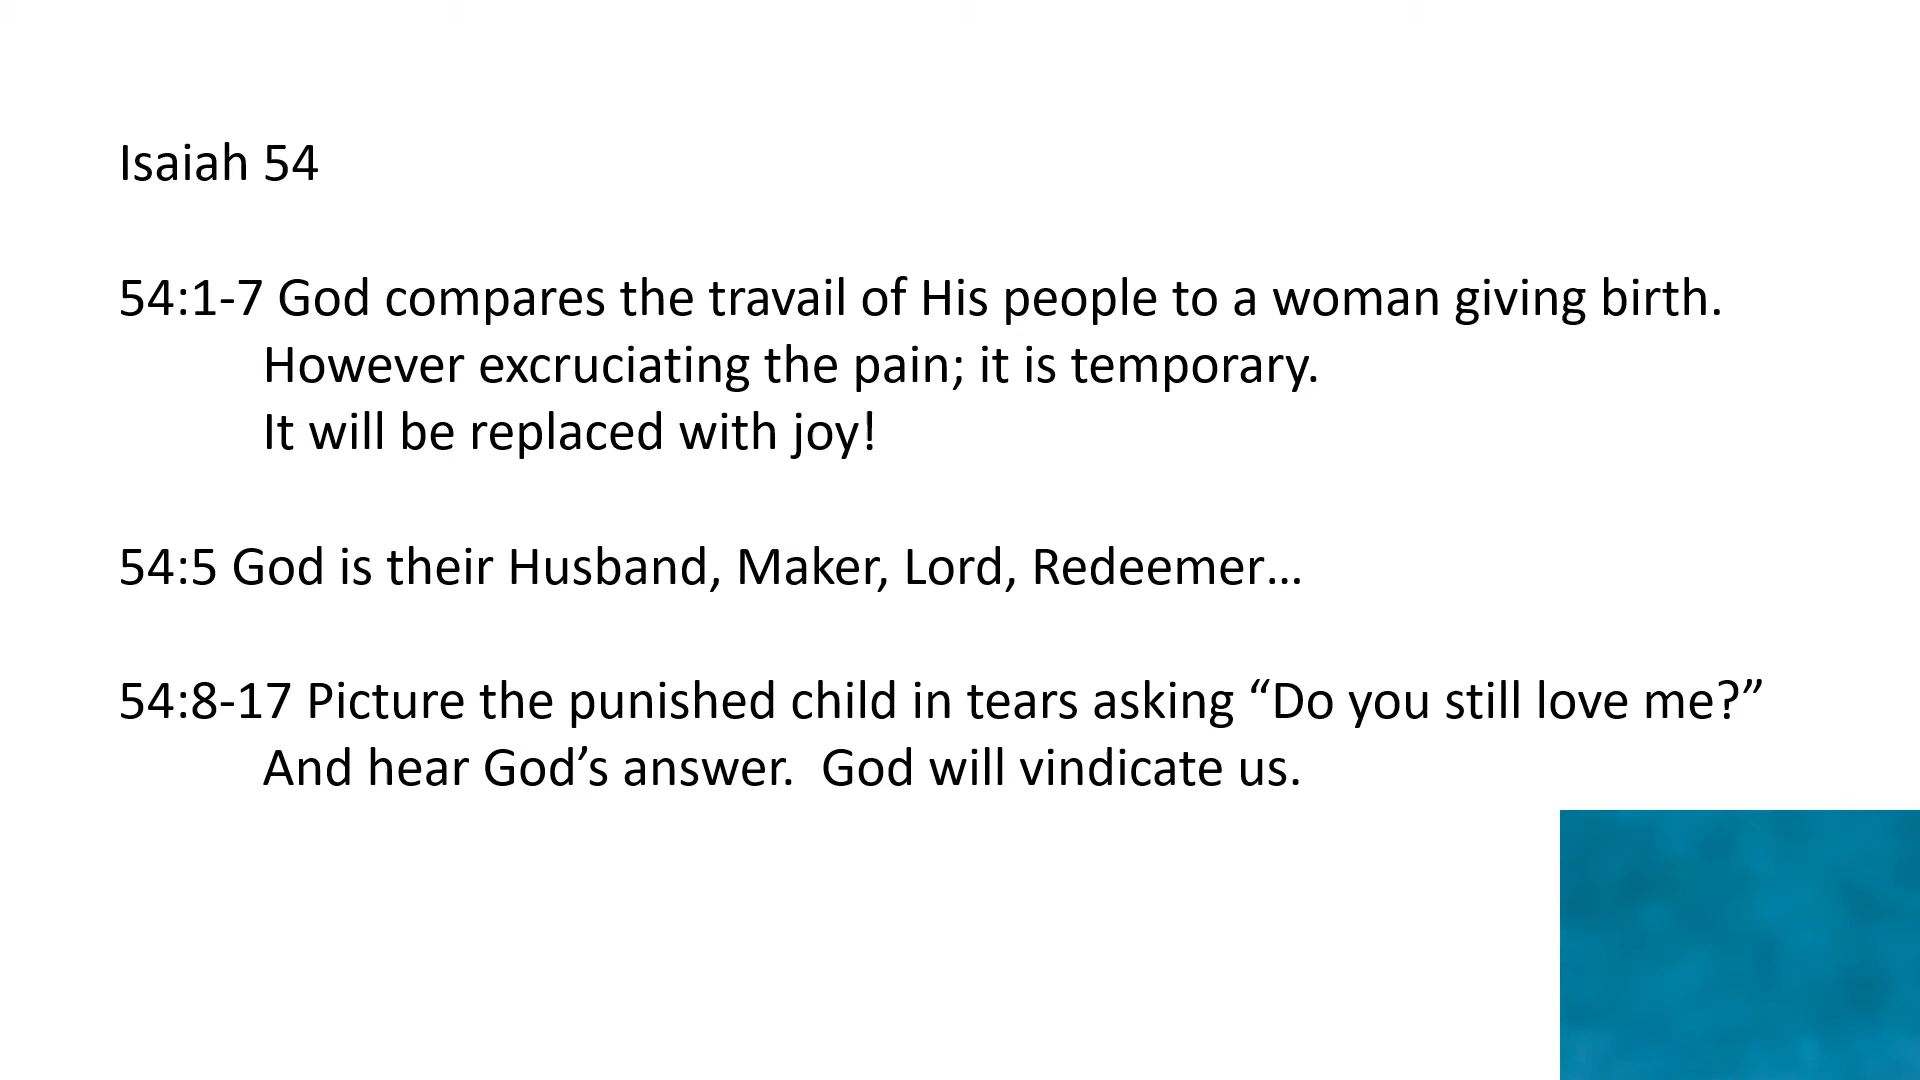 Isaiah 54
54:1-7 God compares the travail of His people to a woman giving birth.
However excruciating the pain; it is temporary.
It will be replaced with joy!
54:5 God is their Husband, Maker, Lord, Redeemer…
54:8-17 Picture the punished child in tears asking “Do you still love me?”
And hear God’s answer.  God will vindicate us.